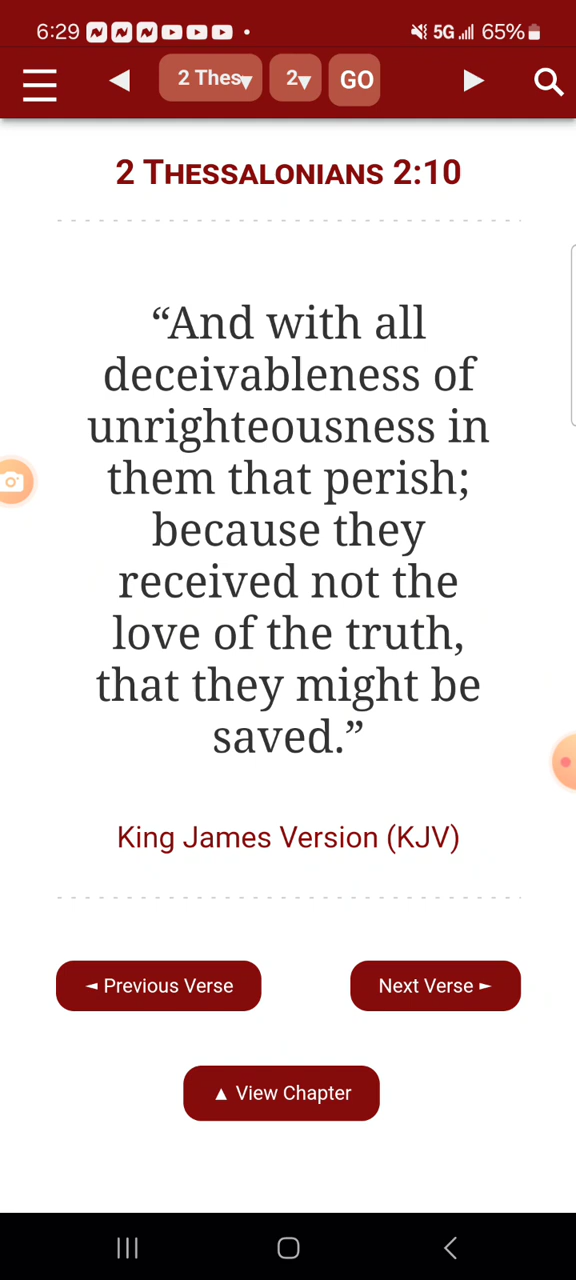 6:29 5G 65%
2 Thes 2 GO
2 THESSALONIANS 2:10
“And with all
deceivableness of
unrighteousness in
them that perish;
because they
received not the
love of the truth,
that they might be
saved.”
King James Version (KJV)
◄ Previous Verse Next Verse ►
▲ View Chapter